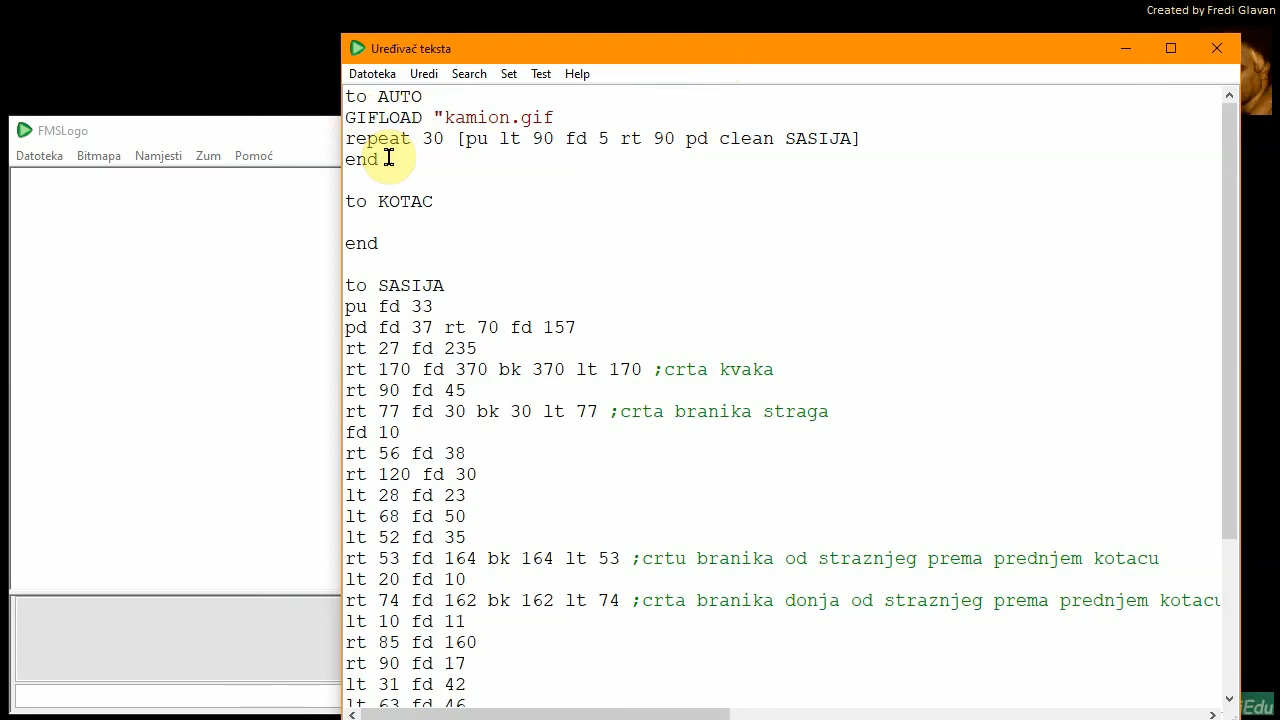 Created by Fredi Glavan
Uređivač teksta
Datoteka Uredi Search Set Test Help
to AUTO
GIFLOAD "kamion.gif
repeat 30 [pu lt 90 fd 5 rt 90 pd clean SASIJA]
end
to KOTAC
end
to SASIJA
pu fd 33
pd fd 37 rt 70 fd 157
rt 27 fd 235
rt 170 fd 370 bk 370 lt 170 ;crta kvaka
rt 90 fd 45
rt 77 fd 30 bk 30 lt 77 ;crta branika straga
fd 10
rt 56 fd 38
rt 120 fd 30
lt 28 fd 23
lt 68 fd 50
lt 52 fd 35
rt 53 fd 164 bk 164 lt 53 ;crtu branika od straznjeg prema prednjem kotacu
lt 20 fd 10
rt 74 fd 162 bk 162 lt 74 ;crta branika donja od straznjeg prema prednjem kotacu
lt 10 fd 11
rt 85 fd 160
rt 90 fd 17
lt 31 fd 42
lt 63 fd 46
FMSLogo
Datoteka Bitmapa Namjesti Zum Pomoć
iEdu